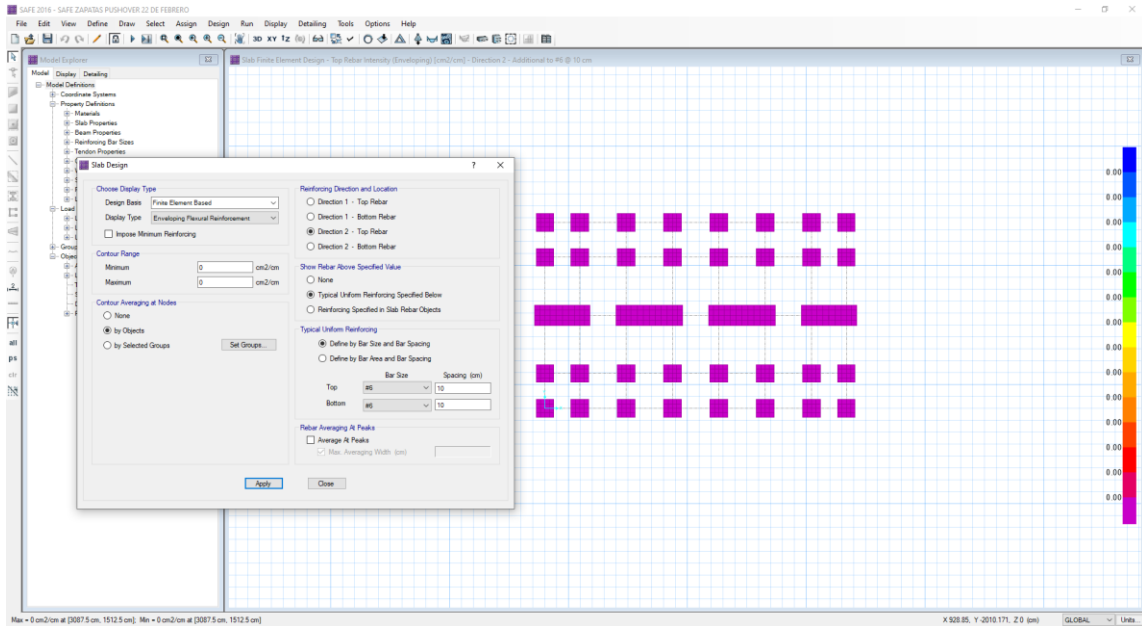 SAFE 2016 - SAFE ZAPATAS PUSHOVER 22 DE FEBRERO
File Edit View Define Draw Select Assign Design Run Display Detailing Tools Options Help
3D XY
Model Explorer
Model Display Detailing
Model Definitions
Coordinate Systems
Property Definitions
Materials
Slab Properties
Beam Properties
Reinforcing Bar Sizes
Tendon Properties
Load
Group
Objec
all
ps
clr
Slab Finite Element Design - Top Rebar Intensity (Enveloping) [cm2/cm] - Direction 2 - Additional to #6 @ 10 cm
Slab Design
?
Choose Display Type
Design Basis Finite Element Based
Display Type Enveloping Flexural Reinforcement
Impose Minimum Reinforcing
Contour Range
Minimum 0 cm2/cm
Maximum 0 cm2/cm
Contour Averaging at Nodes
None
by Objects
by Selected Groups Set Groups...
Reinforcing Direction and Location
Direction 1 - Top Rebar
Direction 1 - Bottom Rebar
Direction 2 - Top Rebar
Direction 2 - Bottom Rebar
Show Rebar Above Specified Value
None
Typical Uniform Reinforcing Specified Below
Reinforcing Specified in Slab Rebar Objects
Typical Uniform Reinforcing
Define by Bar Size and Bar Spacing
Define by Bar Area and Bar Spacing
Bar Size Spacing (cm)
Top #6 10
Bottom #6 10
Rebar Averaging At Peaks
Average At Peaks
Max. Averaging Width (cm)
Apply Close
0.00
0.00
0.00
0.00
0.00
0.00
0.00
0.00
0.00
0.00
0.00
0.00
0.00
0.00
Max = 0 cm2/cm at [3087.5 cm, 1512.5 cm]; Min = 0 cm2/cm at [3087.5 cm, 1512.5 cm]
X 928.85, Y -2010.171, Z 0 (cm) GLOBAL Units...